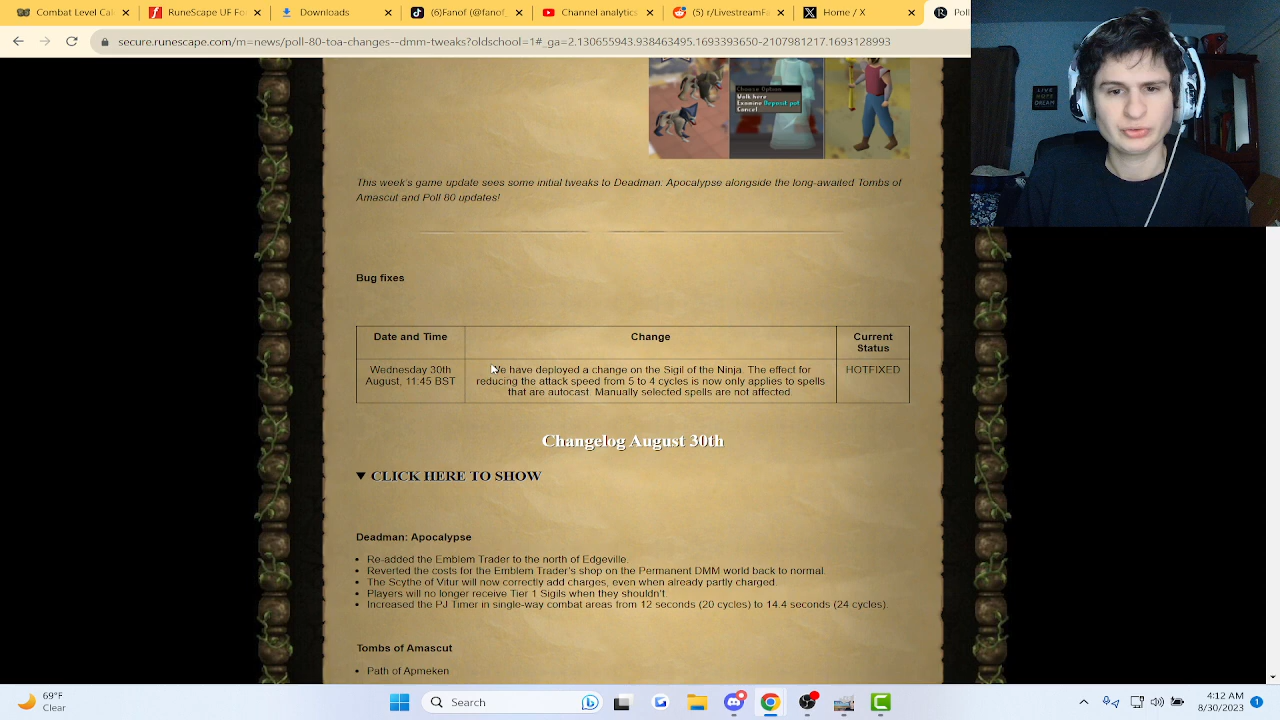 Combat Level Cal
RuneScape UF Re
Downloads
(6)Fanof (@fanof
Channel analytics
(5) LivestreamFa
Home / X
Poll
secure.runescape.com/m=news/poll-80-toa-changes--dmm-tweaks?oldschool=1#_ga=2.130655943.938463495.1693393650-2107981217.1693128993
Choose Option
Walk here
Examine Deposit pot
Cancel
LIVE
DREAM
This week's game update sees some initial tweaks to Deadman: Apocalypse alongside the long-awaited Tombs of
Amascut and Poll 80 updates!
Bug fixes
Date and Time
Change
Current
Status
Wednesday 30th
August, 11:45 BST
We have deployed a change on the Sigil of the Ninja. The effect for
reducing the attack speed from 5 to 4 cycles is now only applies to spells
that are autocast. Manually selected spells are not affected.
HOTFIXED
Changelog August 30th
▼ CLICK HERE TO SHOW
Deadman: Apocalypse
• Re-added the Emblem Trader to the north of Edgeville.
• Reverted the costs for the Emblem Trader's shop on the Permanent DMM world back to normal.
• The Scythe of Vitur will now correctly add charges, even when already partly charged.
• Players will no longer receive Tier 1 Sigils when they shouldn't.
• Increased the PJ Timer in single-way combat areas from 12 seconds (20 cycles) to 14.4 seconds (24 cycles).
Tombs of Amascut
• Path of Apmeken
69°F
Clear
Search
4:12 AM
8/30/2023
1